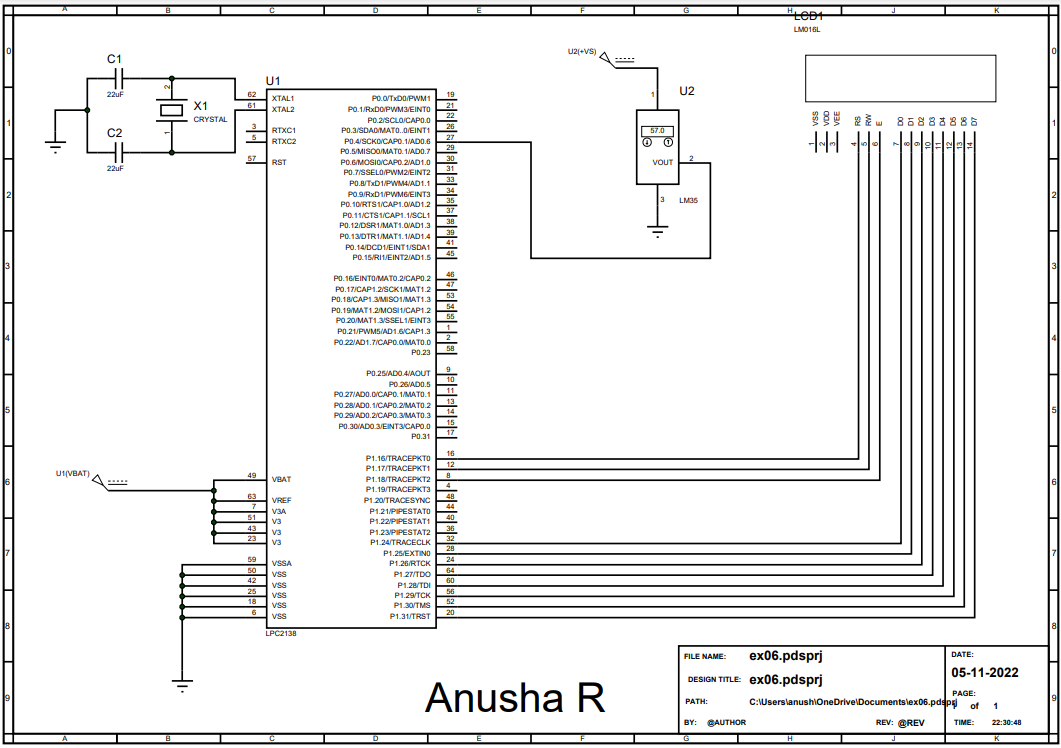 A B C D E F G H J K
LCD1
LM016L
0 0
C1
22uF
2
X1
CRYSTAL
1
C2
22uF
U1
62 XTAL1
61 XTAL2
3 RTXC1
5 RTXC2
57 RST
P0.0/TxD0/PWM1 19
P0.1/RxD0/PWM3/EINT0 21
P0.2/SCL0/CAP0.0 22
P0.3/SDA0/MAT0.0/EINT1 26
P0.4/SCK0/CAP0.1/AD0.6 27
P0.5/MISO0/MAT0.1/AD0.7 29
P0.6/MOSI0/CAP0.2/AD1.0 30
P0.7/SSEL0/PWM2/EINT2 31
P0.8/TxD1/PWM4/AD1.1 33
P0.9/RxD1/PWM6/EINT3 34
P0.10/RTS1/CAP1.0/AD1.2 35
P0.11/CTS1/CAP1.1/SCL1 37
P0.12/DSR1/MAT1.0/AD1.3 38
P0.13/DTR1/MAT1.1/AD1.4 39
P0.14/DCD1/EINT1/SDA1 41
P0.15/RI1/EINT2/AD1.5 45
P0.16/EINT0/MAT0.2/CAP0.2 46
P0.17/CAP1.2/SCK1/MAT1.2 47
P0.18/CAP1.3/MISO1/MAT1.3 53
P0.19/MAT1.2/MOSI1/CAP1.2 54
P0.20/MAT1.3/SSEL1/EINT3 55
P0.21/PWM5/AD1.6/CAP1.3 1
P0.22/AD1.7/CAP0.0/MAT0.0 2
P0.23 58
P0.25/AD0.4/AOUT 9
P0.26/AD0.5 10
P0.27/AD0.0/CAP0.1/MAT0.1 11
P0.28/AD0.1/CAP0.2/MAT0.2 13
P0.29/AD0.2/CAP0.3/MAT0.3 14
P0.30/AD0.3/EINT3/CAP0.0 15
P0.31 17
P1.16/TRACEPKT0 16
P1.17/TRACEPKT1 12
P1.18/TRACEPKT2 8
P1.19/TRACEPKT3 4
P1.20/TRACESYNC 48
P1.21/PIPESTAT0 44
P1.22/PIPESTAT1 40
P1.23/PIPESTAT2 36
P1.24/TRACECLK 32
P1.25/EXTIN0 28
P1.26/RTCK 24
P1.27/TDO 64
P1.28/TDI 60
P1.29/TCK 56
P1.30/TMS 52
P1.31/TRST 20
U1(VBAT)
49 VBAT
63 VREF
7 V3A
51 V3
43 V3
23 V3
59 VSSA
50 VSS
42 VSS
25 VSS
18 VSS
6 VSS
LPC2138
U2(+VS)
1
U2
57.0
VOUT 2
3
LM35
VSS VDD VEE RS RW E D0 D1 D2 D3 D4 D5 D6 D7
1 2 3 4 5 6 7 8 9 10 11 12 13 14
1 1
2 2
3 3
4 4
5 5
6 6
7 7
8 8
9 9
Anusha R
FILE NAME: ex06.pdsprj
DESIGN TITLE: ex06.pdsprj
PATH: C:\Users\anush\OneDrive\Documents\ex06.pdsprj
BY: @AUTHOR REV: @REV
DATE:
05-11-2022
PAGE:
1 of 1
TIME: 22:30:48
A B C D E F G H J K